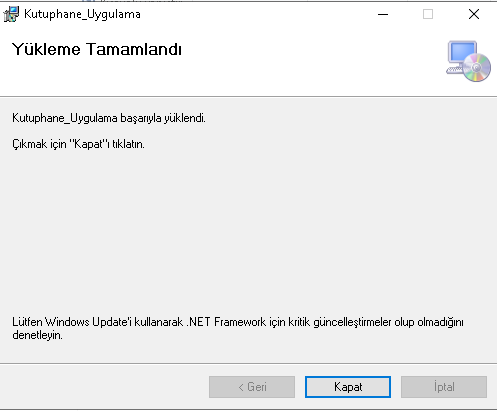 Kutuphane_Uygulama
Yükleme Tamamlandı
Kutuphane_Uygulama başarıyla yüklendi.
Çıkmak için "Kapat"ı tıklatın.
Lütfen Windows Update'i kullanarak .NET Framework için kritik güncelleştirmeler olup olmadığını
denetleyin.
< Geri
Kapat
İptal